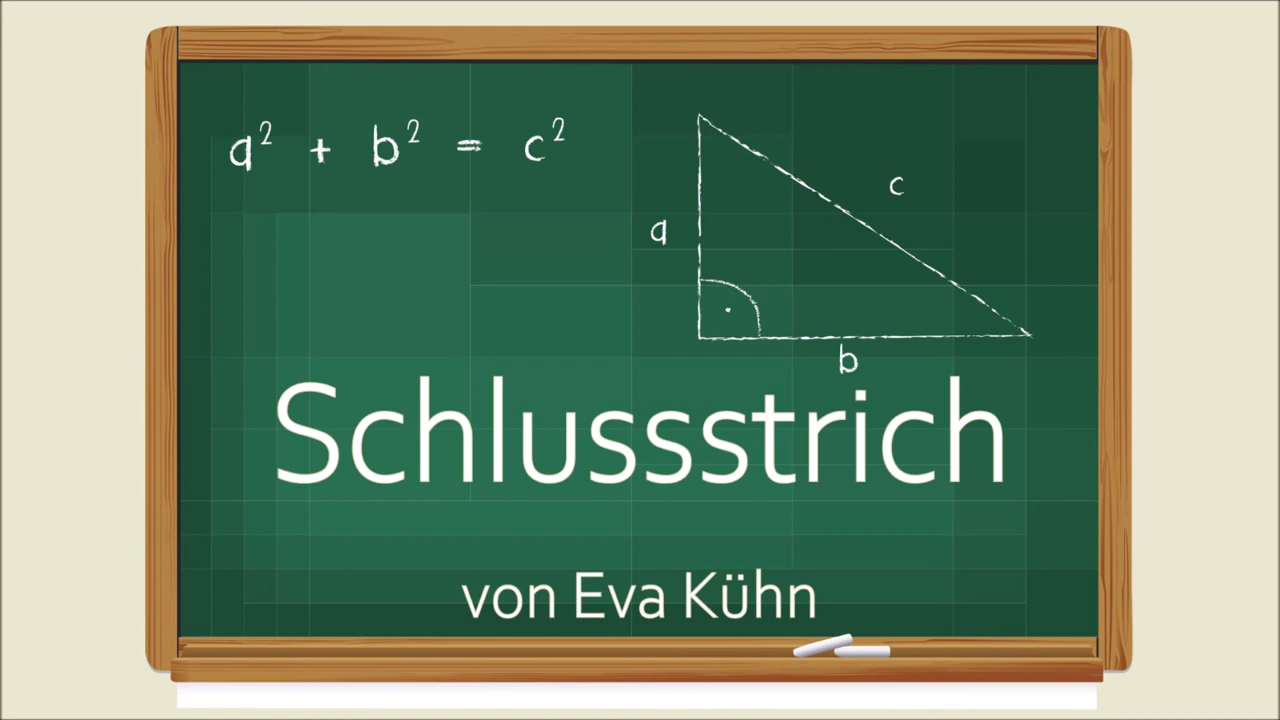 a² + b² = c²
c
a
b
Schlussstrich
von Eva Kühn